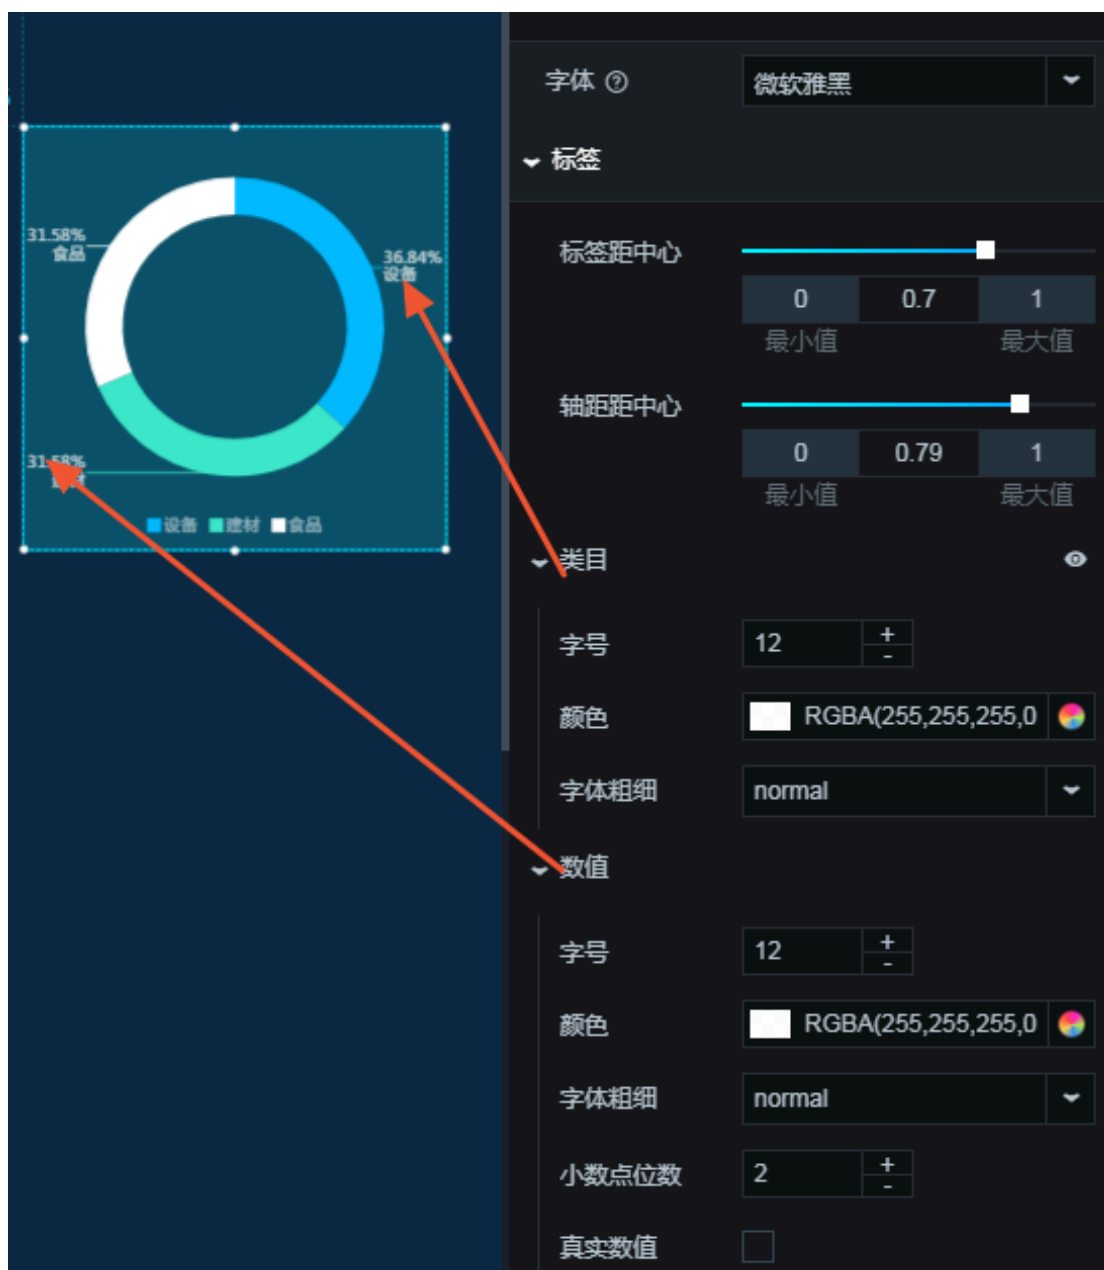 字体
微软雅黑
标签
31.58%
食品
36.84%
设备
31.58%
建材
设备 建材 食品
标签距中心
0 0.7 1
最小值 最大值
轴距距中心
0 0.79 1
最小值 最大值
类目
字号
12
+
-
颜色
RGBA(255,255,255,0
字体粗细
normal
数值
字号
12
+
-
颜色
RGBA(255,255,255,0
字体粗细
normal
小数点位数
2
+
-
真实数值